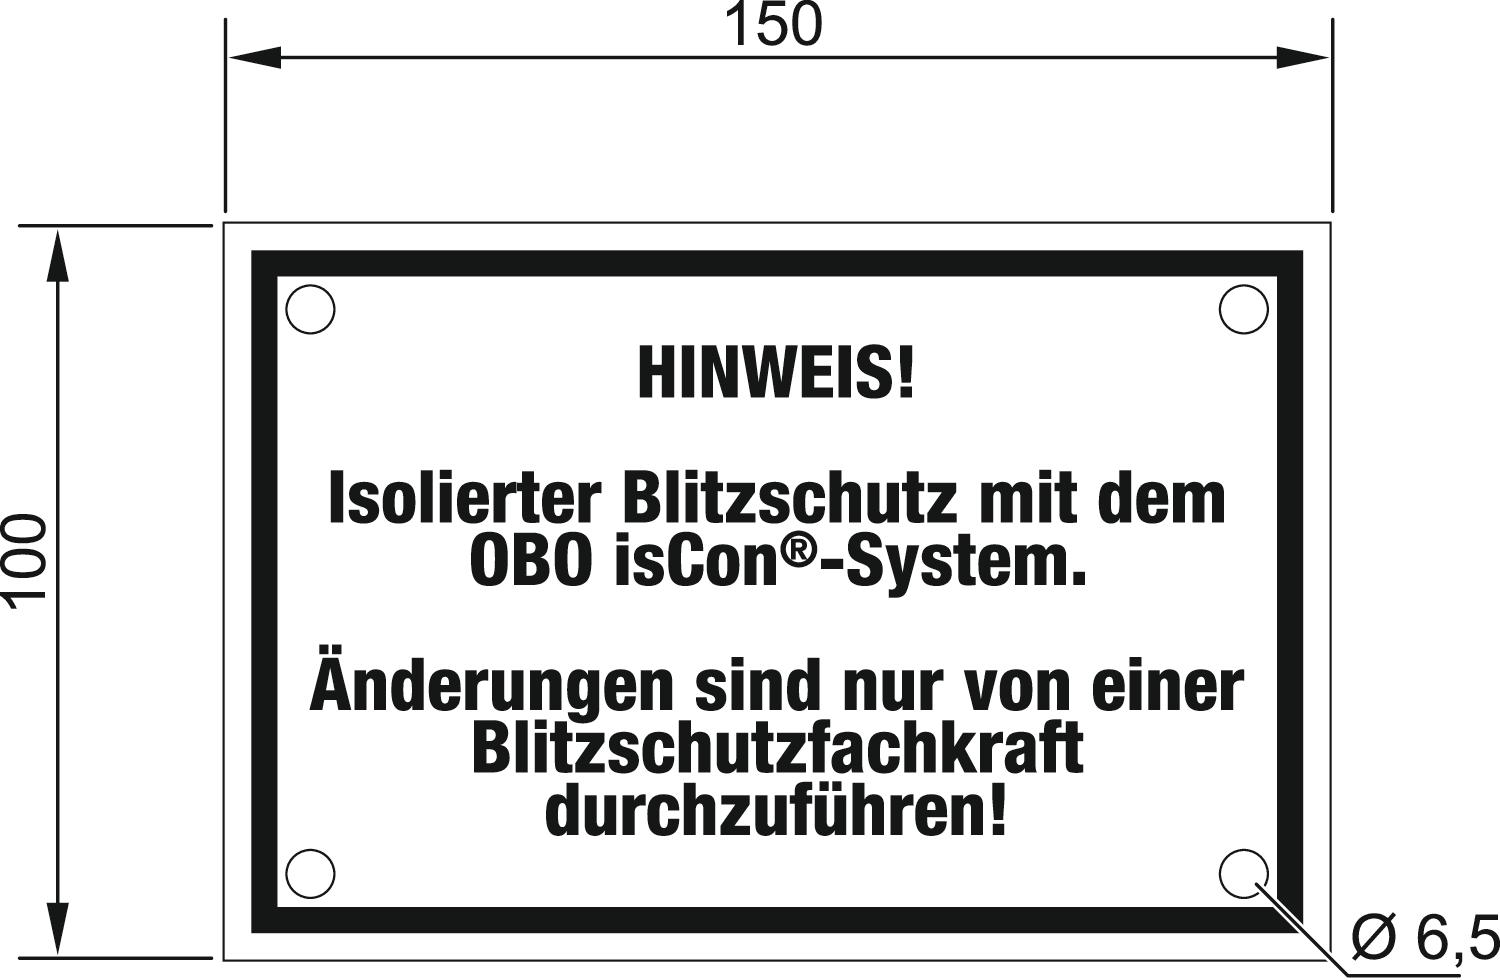 150
100
HINWEIS!
Isolierter Blitzschutz mit dem
OBO isCon®-System.
Änderungen sind nur von einer
Blitzschutzfachkraft
durchzuführen!
Ø 6,5